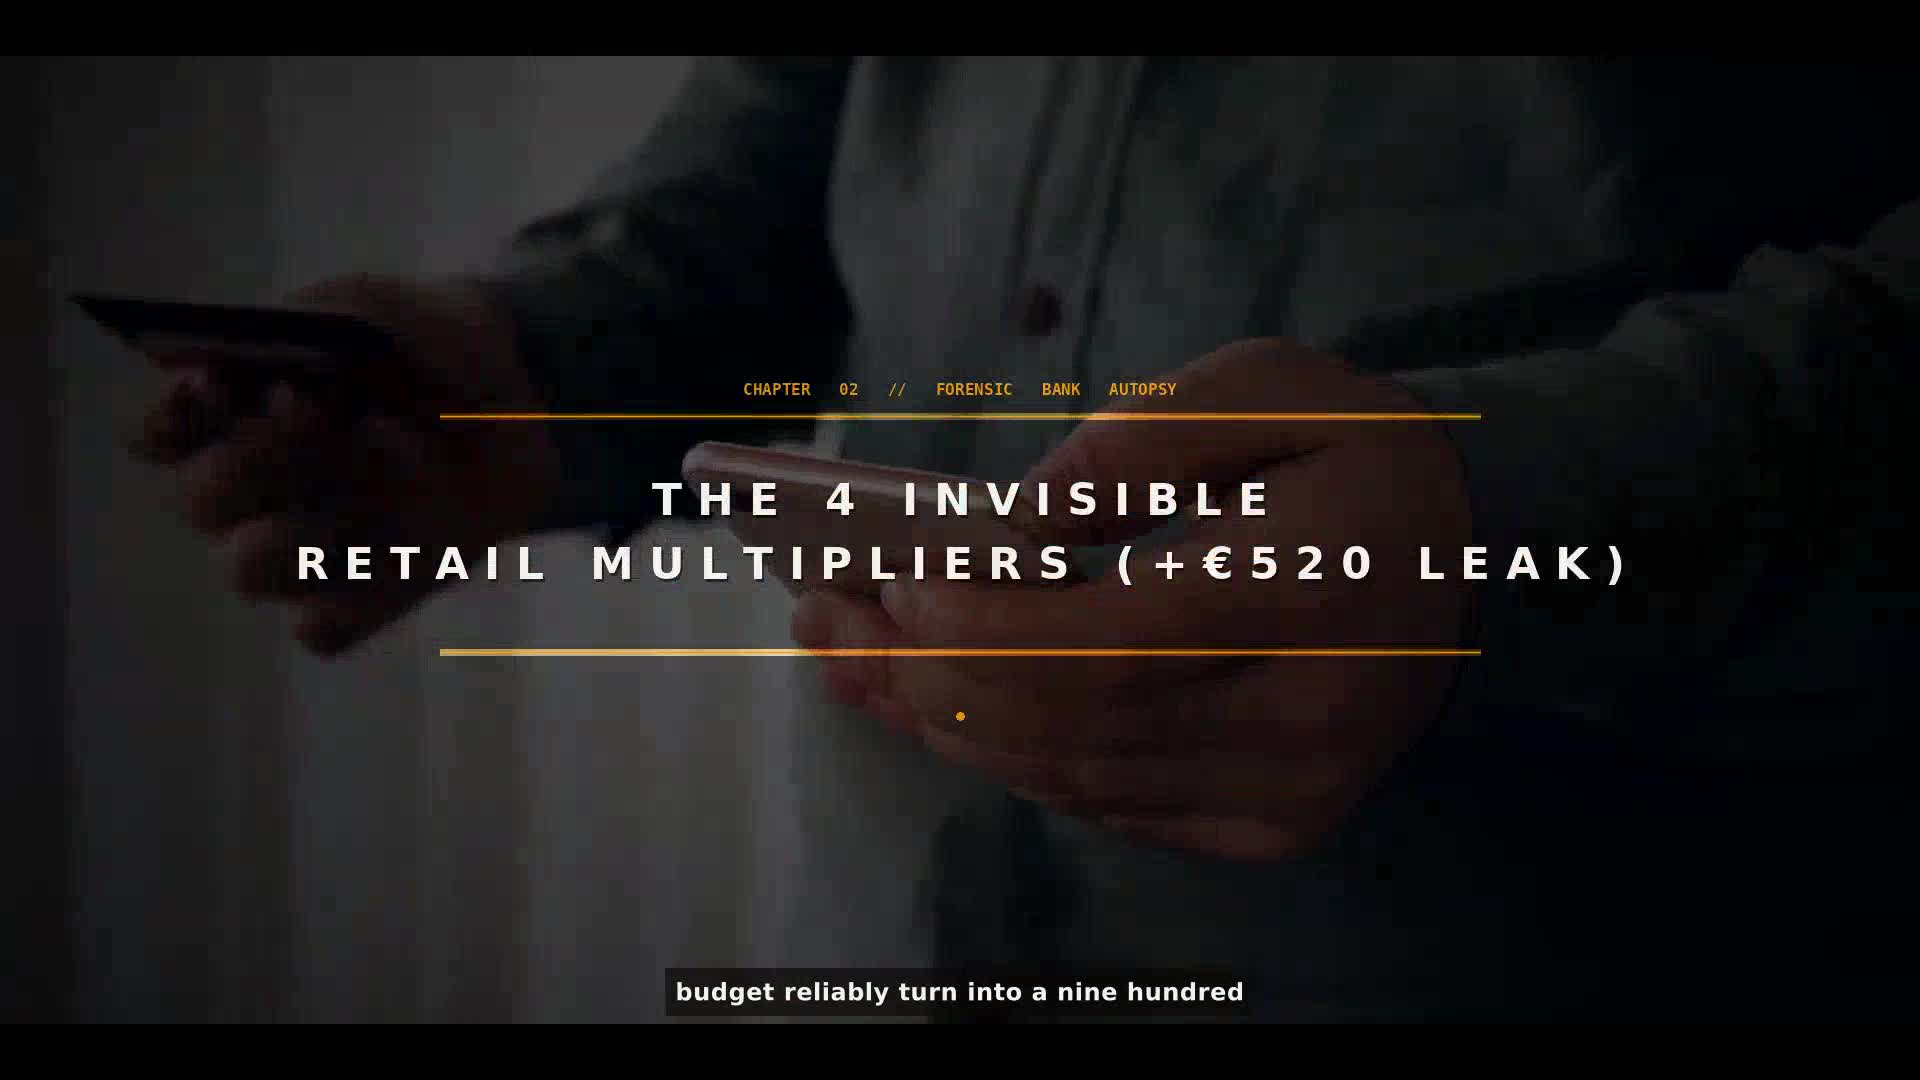 CHAPTER 02 // FORENSIC BANK AUTOPSY
THE 4 INVISIBLE
RETAIL MULTIPLIERS (+€520 LEAK)
budget reliably turn into a nine hundred